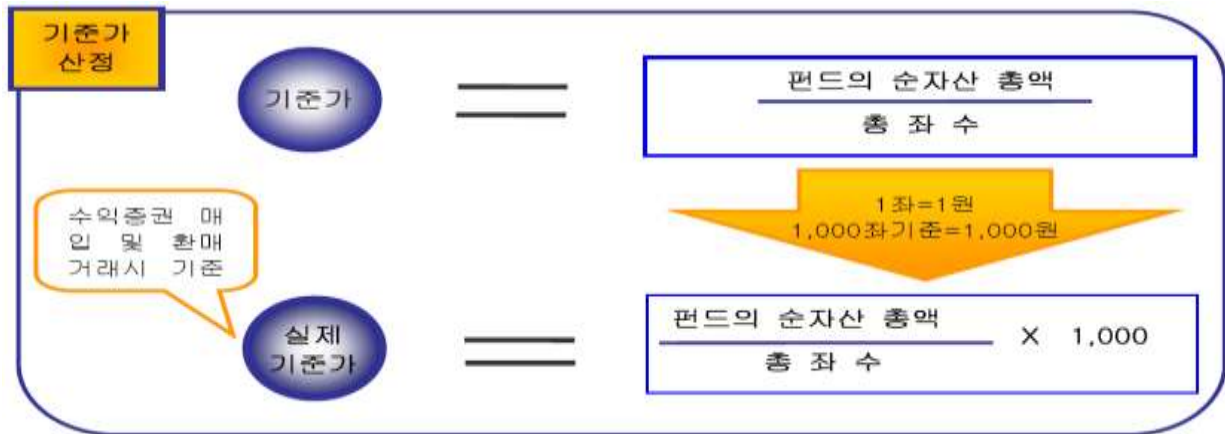 기준가
산정
기준가
펀드의 순자산 총액
총 좌 수
1좌=1원
1,000좌기준=1,000원
수익증권 매
입 및 환매
거래시 기준
실제
기준가
펀드의 순자산 총액
총 좌 수
X 1,000